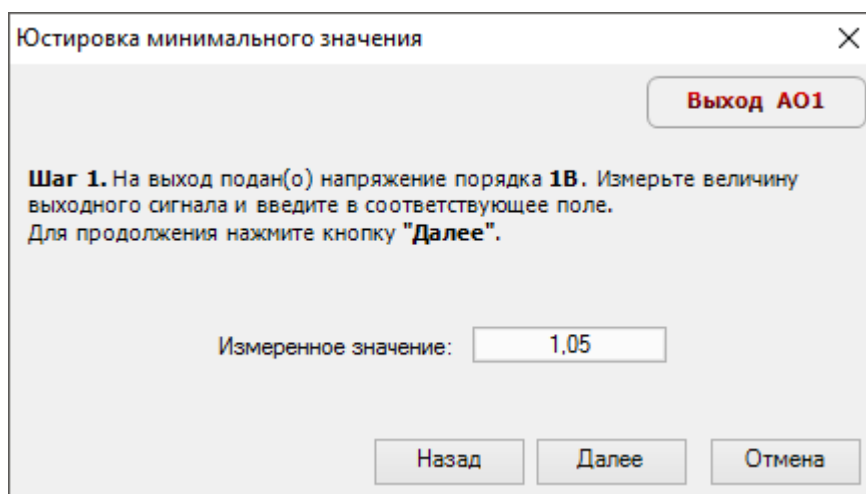 Юстировка минимального значения
Выход АО1
Шаг 1. На выход подан(о) напряжение порядка 1В. Измерьте величину
выходного сигнала и введите в соответствующее поле.
Для продолжения нажмите кнопку "Далее".
Измеренное значение: 1,05
Назад Далее Отмена